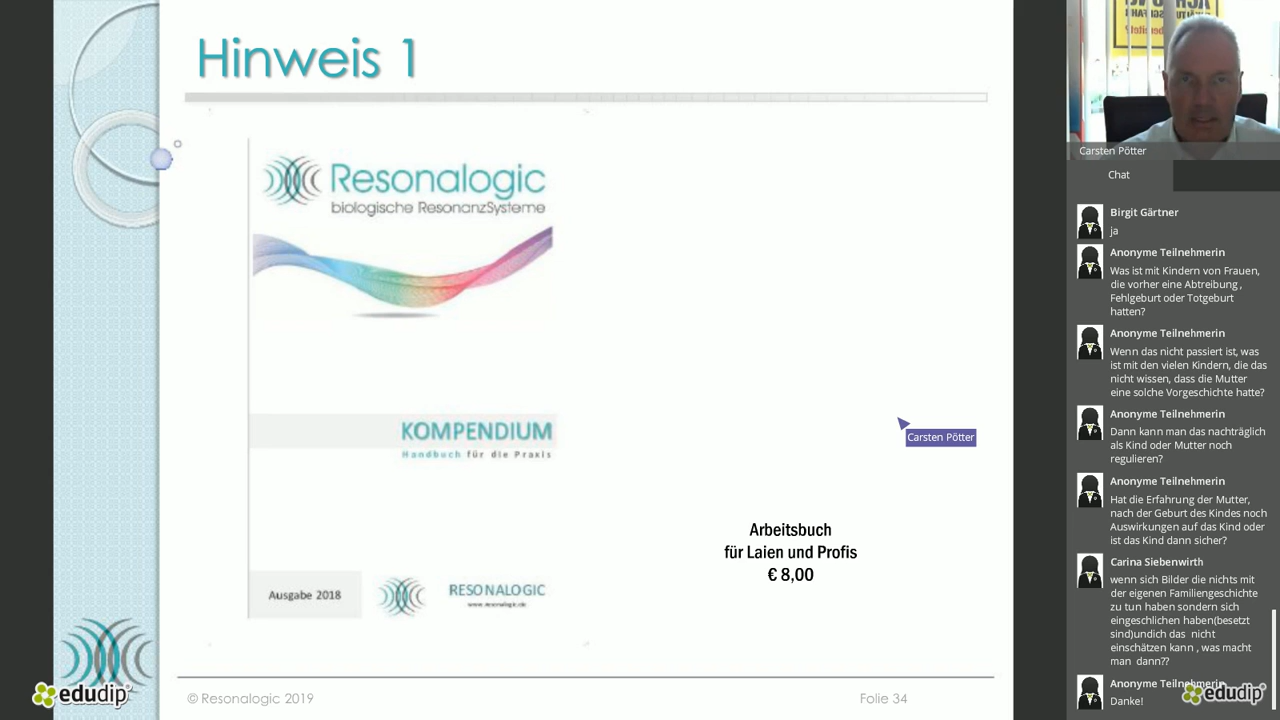 Hinweis 1
Resonalogic
biologische ResonanzSysteme
KOMPENDIUM
Handbuch für die Praxis
Ausgabe 2018
RESONALOGIC
www.resonalogic.de
Arbeitsbuch
für Laien und Profis
€ 8,00
Carsten Pötter
© Resonalogic 2019
Folie 34
edudip
Carsten Pötter
Chat
Birgit Gärtner
ja
Anonyme Teilnehmerin
Was ist mit Kindern von Frauen,
die vorher eine Abtreibung ,
Fehlgeburt oder Totgeburt
hatten?
Anonyme Teilnehmerin
Wenn das nicht passiert ist, was
ist mit den vielen Kindern, die das
nicht wissen, dass die Mutter
eine solche Vorgeschichte hatte?
Anonyme Teilnehmerin
Dann kann man das nachträglich
als Kind oder Mutter noch
regulieren?
Anonyme Teilnehmerin
Hat die Erfahrung der Mutter,
nach der Geburt des Kindes noch
Auswirkungen auf das Kind oder
ist das Kind dann sicher?
Carina Siebenwirth
wenn sich Bilder die nichts mit
der eigenen Familiengeschichte
zu tun haben sondern sich
eingeschlichen haben(besetzt
sind)undich das nicht
einschätzen kann , was macht
man dann??
Anonyme Teilnehmerin
Danke!
edudip